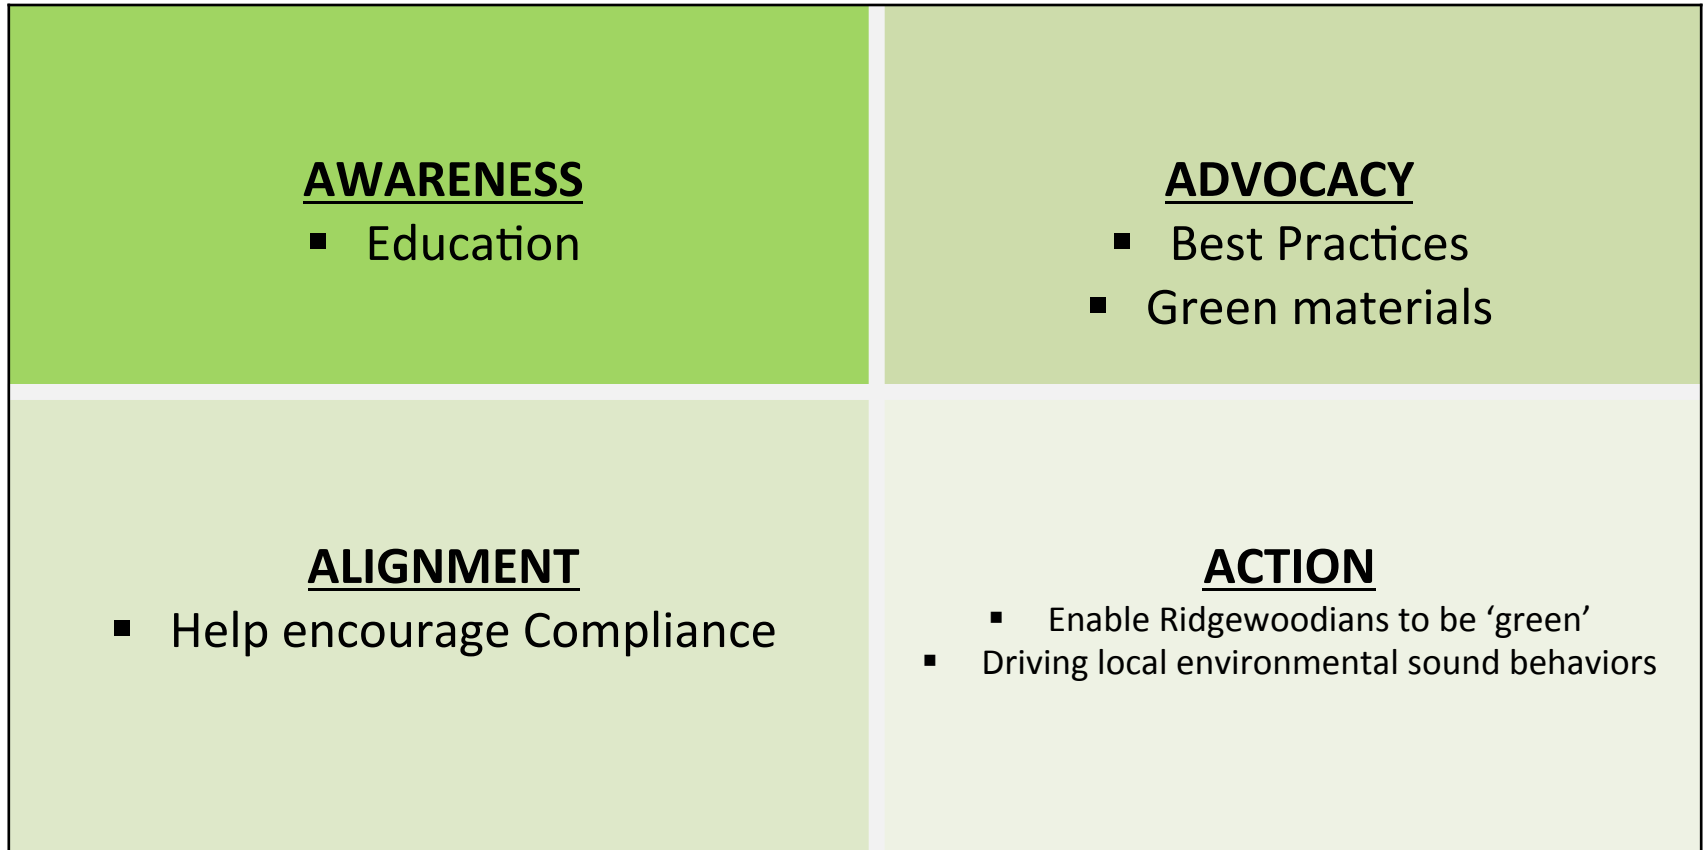 AWARENESS
▪ Education
ADVOCACY
▪ Best Practices
▪ Green materials
ALIGNMENT
▪ Help encourage Compliance
ACTION
▪ Enable Ridgewoodians to be ‘green’
▪ Driving local environmental sound behaviors